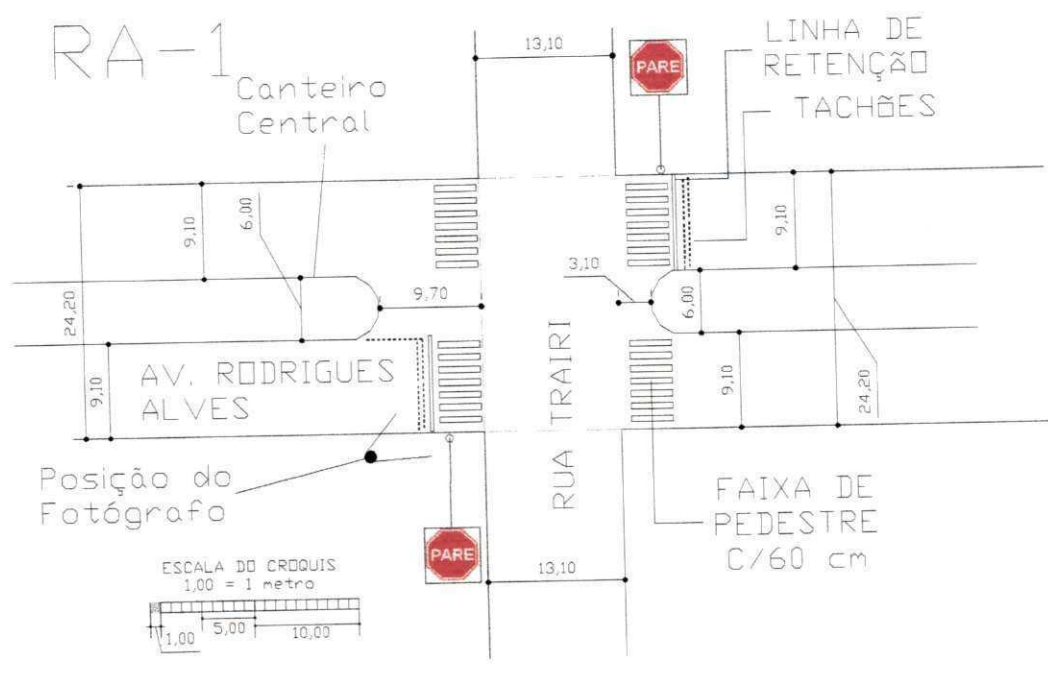 RA-1
Canteiro
Central
13,10
PARE
LINHA DE
RETENÇÃO
TACHÕES
9,10
6,00
24,20
9,70
3,10
9,10
6,00
9,10
AV. RODRIGUES
ALVES
RUA TRAIRI
9,10
24,20
Posição do
Fotógrafo
PARE
FAIXA DE
PEDESTRE
C/60 cm
ESCALA DO CROQUIS
1,00 = 1 metro
1,00
5,00
10,00
13,10